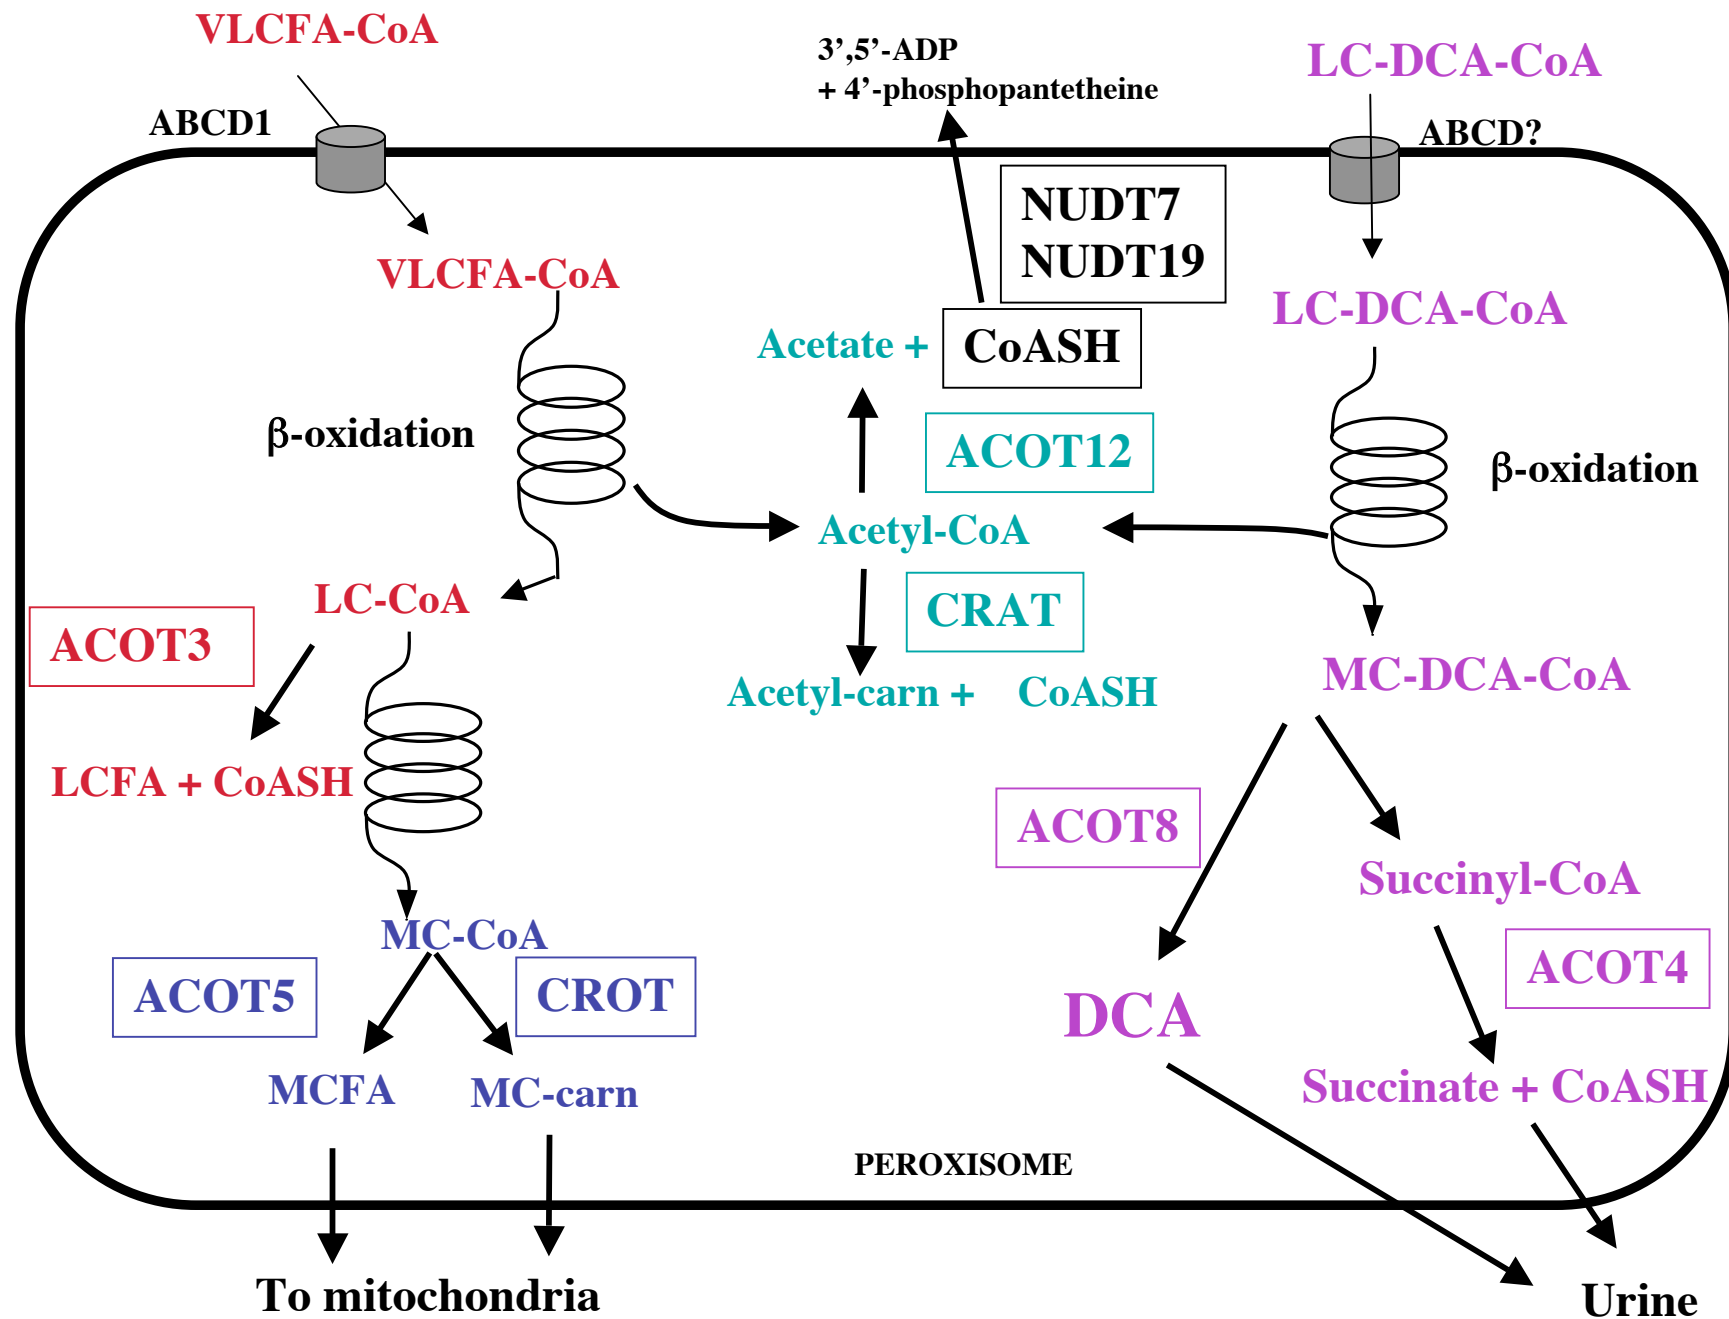 VLCFA-CoA
3’,5’-ADP
+ 4’-phosphopantetheine
LC-DCA-CoA
ABCD1
ABCD?
NUDT7
NUDT19
VLCFA-CoA
LC-DCA-CoA
Acetate + CoASH
β-oxidation
ACOT12
β-oxidation
Acetyl-CoA
LC-CoA
CRAT
ACOT3
MC-DCA-CoA
Acetyl-carn + CoASH
LCFA + CoASH
ACOT8
Succinyl-CoA
MC-CoA
ACOT5
CROT
ACOT4
DCA
MCFA
MC-carn
Succinate + CoASH
PEROXISOME
To mitochondria
Urine